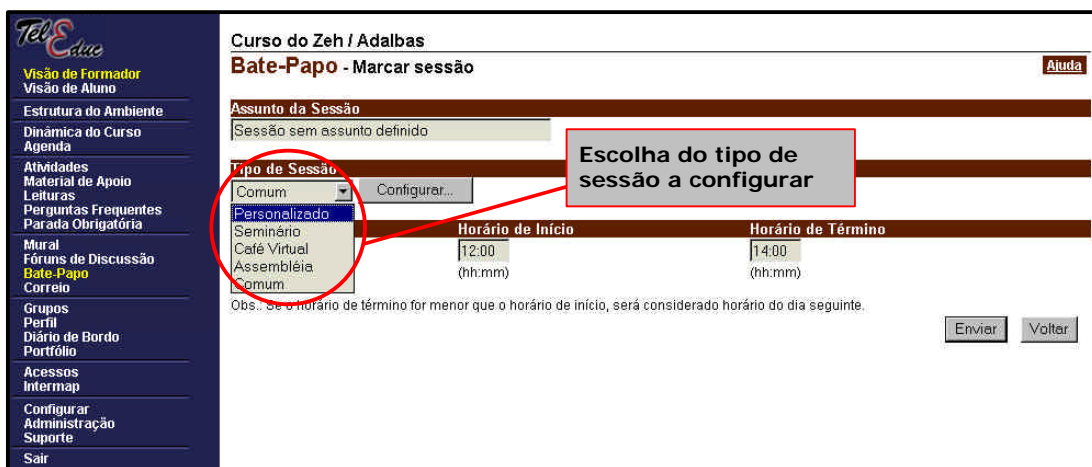 Tel
Educ
Visão de Formador
Visão de Aluno
Estrutura do Ambiente
Dinâmica do Curso
Agenda
Atividades
Material de Apoio
Leituras
Perguntas Frequentes
Parada Obrigatória
Mural
Fóruns de Discussão
Bate-Papo
Correio
Grupos
Perfil
Diário de Bordo
Portfólio
Acessos
Intermap
Configurar
Administração
Suporte
Sair
Curso do Zeh / Adalbas
Bate-Papo - Marcar sessão
Ajuda
Assunto da Sessão
Sessão sem assunto definido
Tipo de Sessão
Comum
Configurar...
Personalizado
Seminário
Café Virtual
Assembléia
Comum
Escolha do tipo de
sessão a configurar
Horário de Início
Horário de Término
12:00
14:00
(hh:mm)
(hh:mm)
Obs.: Se o horário de término for menor que o horário de início, será considerado horário do dia seguinte.
Enviar
Voltar